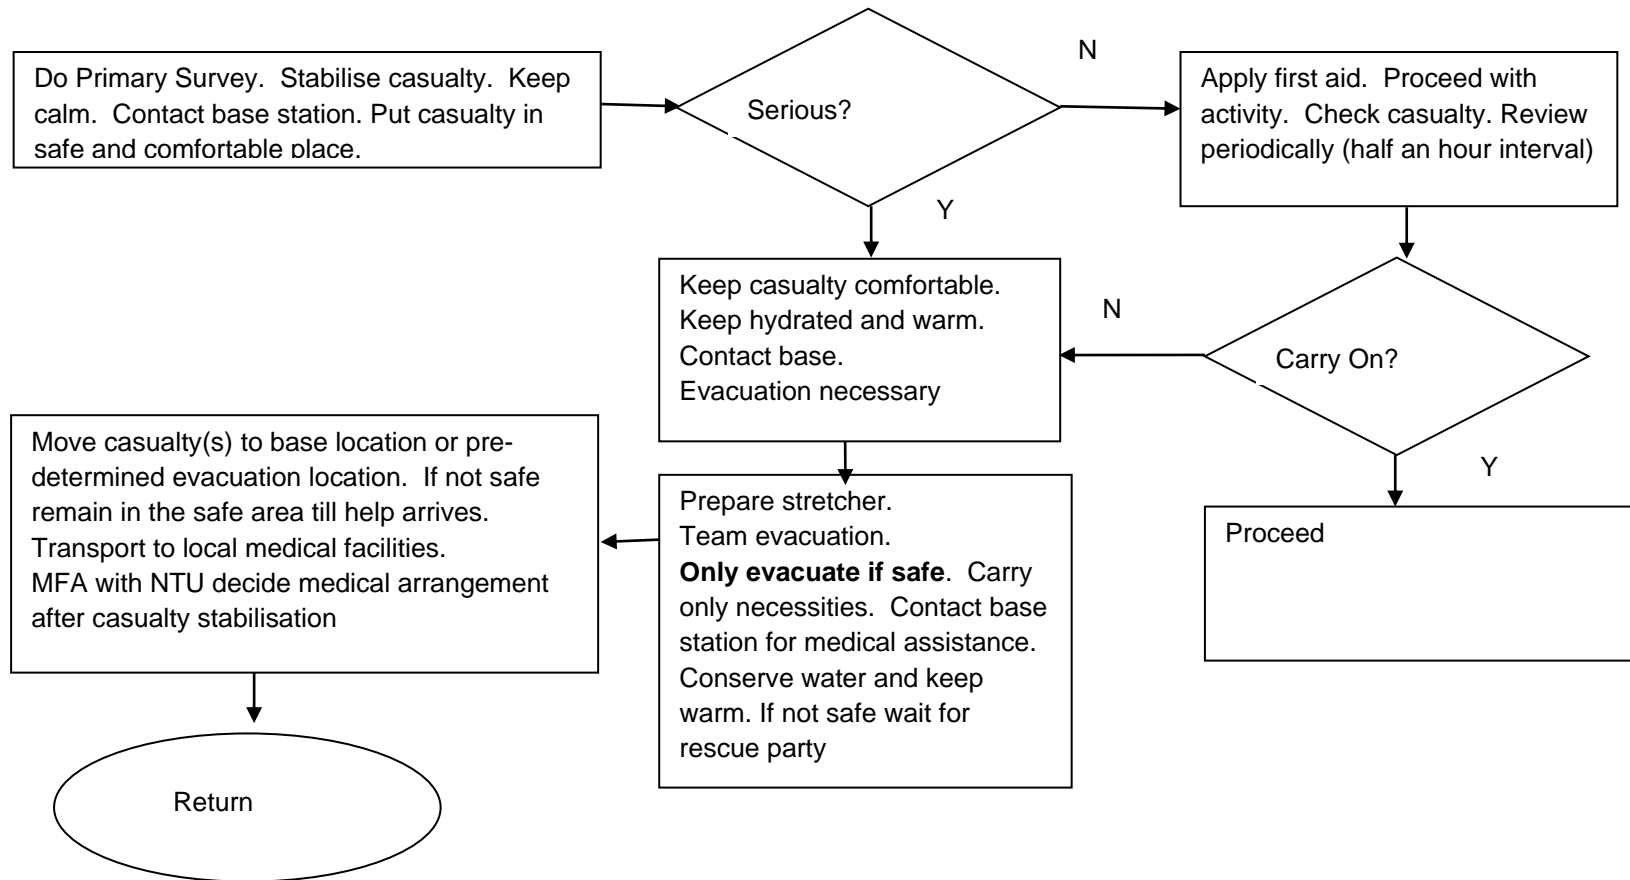 Do Primary Survey.  Stabilise casualty.  Keep
calm.  Contact base station. Put casualty in
safe and comfortable place.
Serious?
N
Apply first aid.  Proceed with
activity.  Check casualty. Review
periodically (half an hour interval)
Y
Keep casualty comfortable.
Keep hydrated and warm.
Contact base.
Evacuation necessary
N
Carry On?
Y
Proceed
Prepare stretcher.
Team evacuation.
Only evacuate if safe.  Carry
only necessities.  Contact base
station for medical assistance.
Conserve water and keep
warm. If not safe wait for
rescue party
Move casualty(s) to base location or pre-
determined evacuation location.  If not safe
remain in the safe area till help arrives.
Transport to local medical facilities.
MFA with NTU decide medical arrangement
after casualty stabilisation
Return